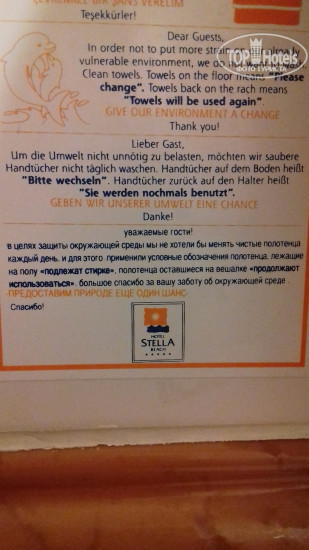 ÇEVREMİZE BİR ŞANS VERELİM
Teşekkürler!
Dear Guests,
In order not to put more strain on
vulnerable environment, we do not
Clean towels. Towels on the floor means "Please
change". Towels back on the rach means
"Towels will be used again".
GIVE OUR ENVIRONMENT A CHANGE
Thank you!
TopHotels
Lieber Gast,
Um die Umwelt nicht unnötig zu belasten, möchten wir saubere
Handtücher nicht täglich waschen. Handtücher auf dem Boden heißt
"Bitte wechseln". Handtücher zurück auf den Halter heißt
"Sie werden nochmals benutzt".
GEBEN WIR UNSERER UMWELT EINE CHANCE
Danke!
уважаемые гости!
в целях защиты окружающей среды мы не хотели бы менять чистые полотенца
каждый день. и для этого. применили условные обозначения полотенца, лежащие
на полу «подлежат стирке», полотенца оставшиеся на вешалке «продолжают
использоваться». большое спасибо за вашу заботу об окружающей среде .
-ПРЕДОСТАВИМ ПРИРОДЕ ЕЩЕ ОДИН ШАНС-
Спасибо!
HOTEL
STELLA
BEACH